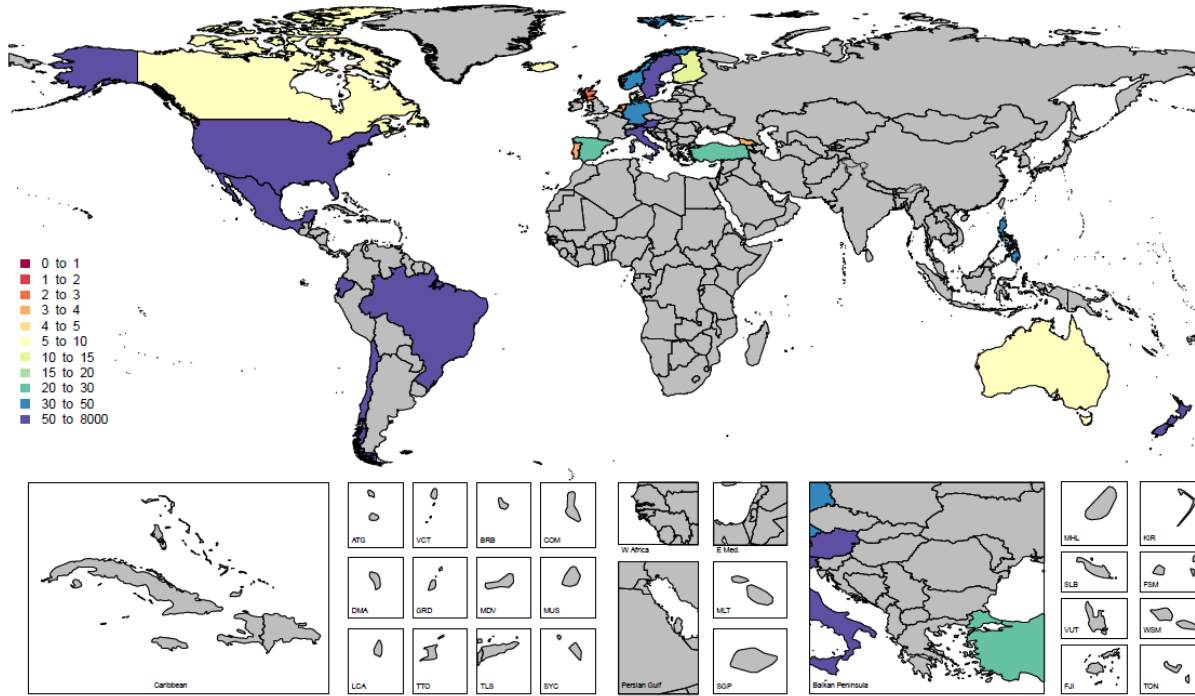 0 to 1
1 to 2
2 to 3
3 to 4
4 to 5
5 to 10
10 to 15
15 to 20
20 to 30
30 to 50
50 to 8000
Caribbean
ATG
VCT
BRB
COM
DMA
GRD
MDV
MUS
LCA
TTO
TLS
SYC
W Africa
E Med.
Persian Gulf
MLT
SGP
Balkan Peninsula
MHL
KIR
SLB
FSM
VUT
WSM
FJI
TON